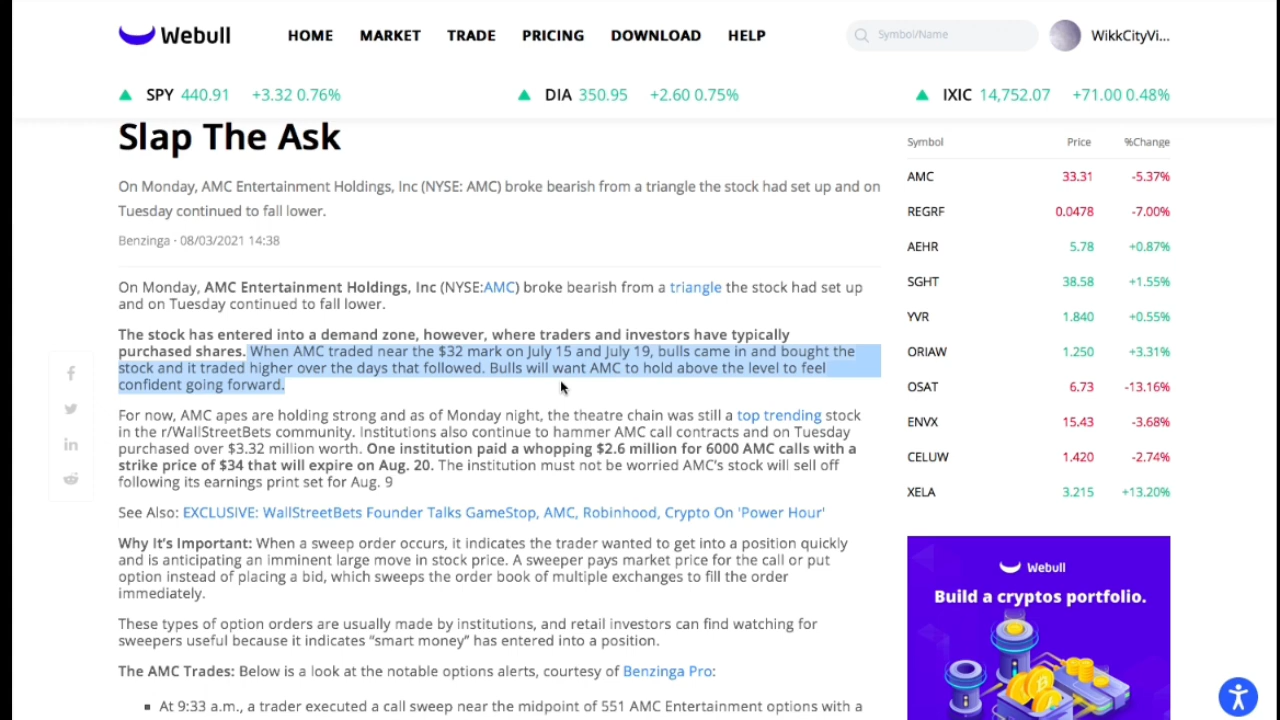 Webull
HOME MARKET TRADE PRICING DOWNLOAD HELP
Symbol/Name
WikkCityVi...
SPY 440.91 +3.32 0.76%
DIA 350.95 +2.60 0.75%
IXIC 14,752.07 +71.00 0.48%
Slap The Ask
On Monday, AMC Entertainment Holdings, Inc (NYSE: AMC) broke bearish from a triangle the stock had set up and on
Tuesday continued to fall lower.
Benzinga · 08/03/2021 14:38
On Monday, AMC Entertainment Holdings, Inc (NYSE:AMC) broke bearish from a triangle the stock had set up
and on Tuesday continued to fall lower.
The stock has entered into a demand zone, however, where traders and investors have typically
purchased shares. When AMC traded near the $32 mark on July 15 and July 19, bulls came in and bought the
stock and it traded higher over the days that followed. Bulls will want AMC to hold above the level to feel
confident going forward.
For now, AMC apes are holding strong and as of Monday night, the theatre chain was still a top trending stock
in the r/WallStreetBets community. Institutions also continue to hammer AMC call contracts and on Tuesday
purchased over $3.32 million worth. One institution paid a whopping $2.6 million for 6000 AMC calls with a
strike price of $34 that will expire on Aug. 20. The institution must not be worried AMC's stock will sell off
following its earnings print set for Aug. 9
See Also: EXCLUSIVE: WallStreetBets Founder Talks GameStop, AMC, Robinhood, Crypto On 'Power Hour'
Why It's Important: When a sweep order occurs, it indicates the trader wanted to get into a position quickly
and is anticipating an imminent large move in stock price. A sweeper pays market price for the call or put
option instead of placing a bid, which sweeps the order book of multiple exchanges to fill the order
immediately.
These types of option orders are usually made by institutions, and retail investors can find watching for
sweepers useful because it indicates "smart money" has entered into a position.
The AMC Trades: Below is a look at the notable options alerts, courtesy of Benzinga Pro:
▪ At 9:33 a.m., a trader executed a call sweep near the midpoint of 551 AMC Entertainment options with a
Symbol Price %Change
AMC 33.31 -5.37%
REGRF 0.0478 -7.00%
AEHR 5.78 +0.87%
SGHT 38.58 +1.55%
YVR 1.840 +0.55%
ORIAW 1.250 +3.31%
OSAT 6.73 -13.16%
ENVX 15.43 -3.68%
CELUW 1.420 -2.74%
XELA 3.215 +13.20%
Webull
Build a cryptos portfolio.